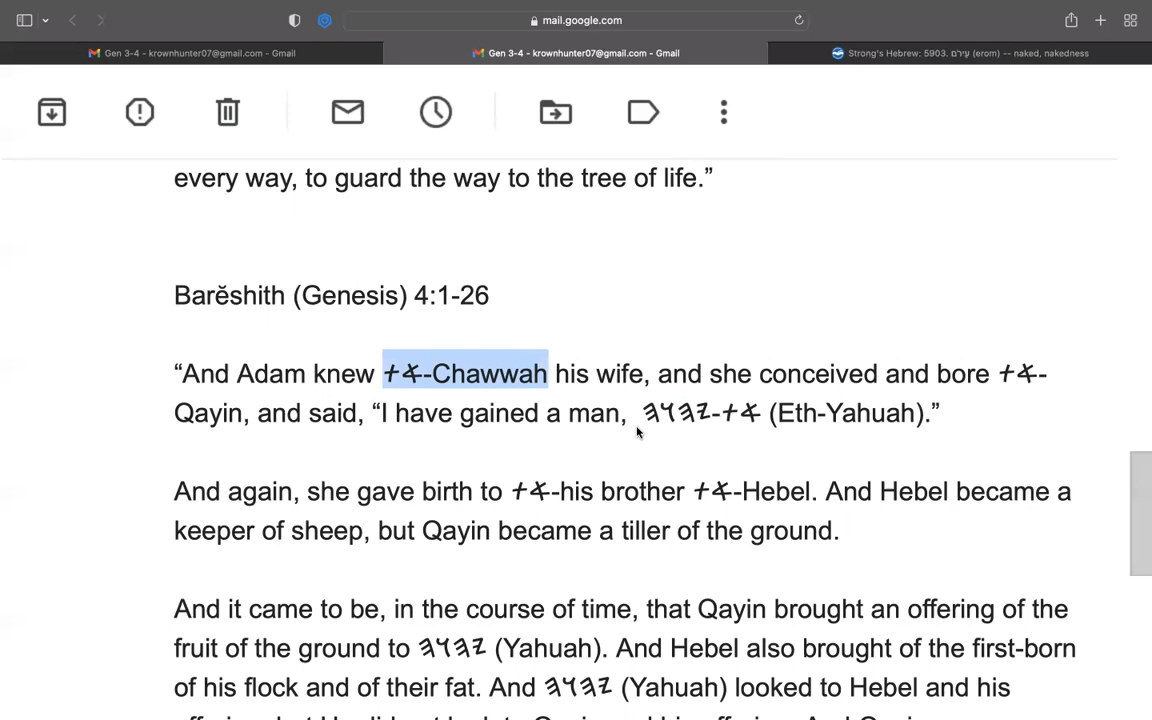 mail.google.com
Gen 3-4 - krownhunter07@gmail.com - Gmail
Gen 3-4 - krownhunter07@gmail.com - Gmail
Strong's Hebrew: 5903. עֵירֹם (erom) -- naked, nakedness
every way, to guard the way to the tree of life.”
Barĕshith (Genesis) 4:1-26
“And Adam knew 𐤀𐤕-Chawwah his wife, and she conceived and bore 𐤀𐤕-
Qayin, and said, “I have gained a man, 𐤀𐤕-𐤉𐤄𐤅𐤄 (Eth-Yahuah).”
And again, she gave birth to 𐤀𐤕-his brother 𐤀𐤕-Hebel. And Hebel became a
keeper of sheep, but Qayin became a tiller of the ground.
And it came to be, in the course of time, that Qayin brought an offering of the
fruit of the ground to 𐤉𐤄𐤅𐤄 (Yahuah). And Hebel also brought of the first-born
of his flock and of their fat. And 𐤉𐤄𐤅𐤄 (Yahuah) looked to Hebel and his